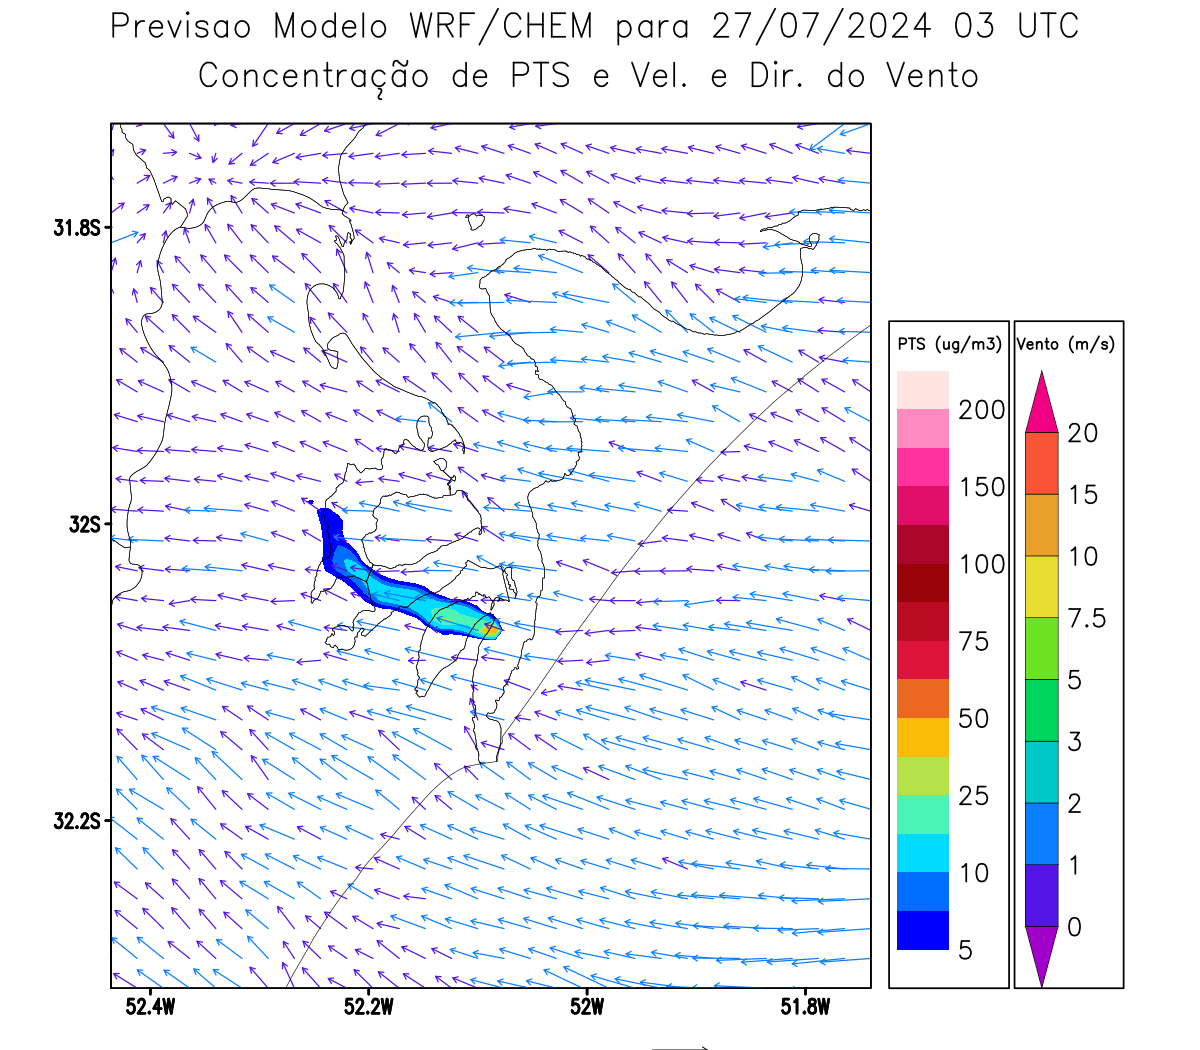 Previsao Modelo WRF/CHEM para 27/07/2024 03 UTC
Concentração de PTS e Vel. e Dir. do Vento
31.8S
32S
32.2S
52.4W 52.2W 52W 51.8W
PTS (ug/m3)
200
150
100
75
50
25
10
5
Vento (m/s)
20
15
10
7.5
5
3
2
1
0